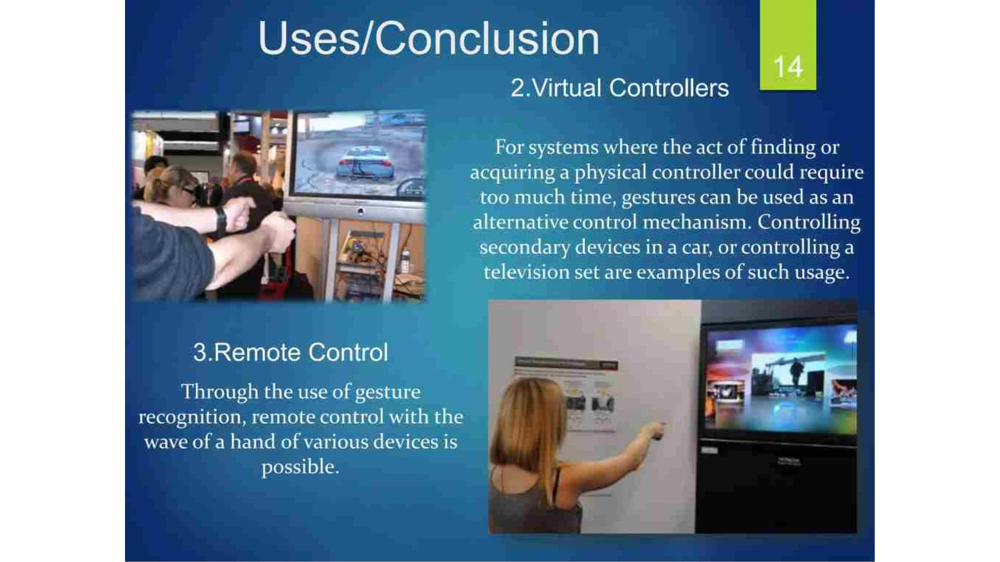 Uses/Conclusion
14
2.Virtual Controllers
For systems where the act of finding or
acquiring a physical controller could require
too much time, gestures can be used as an
alternative control mechanism. Controlling
secondary devices in a car, or controlling a
television set are examples of such usage.
3.Remote Control
Through the use of gesture
recognition, remote control with the
wave of a hand of various devices is
possible.
HITACHI